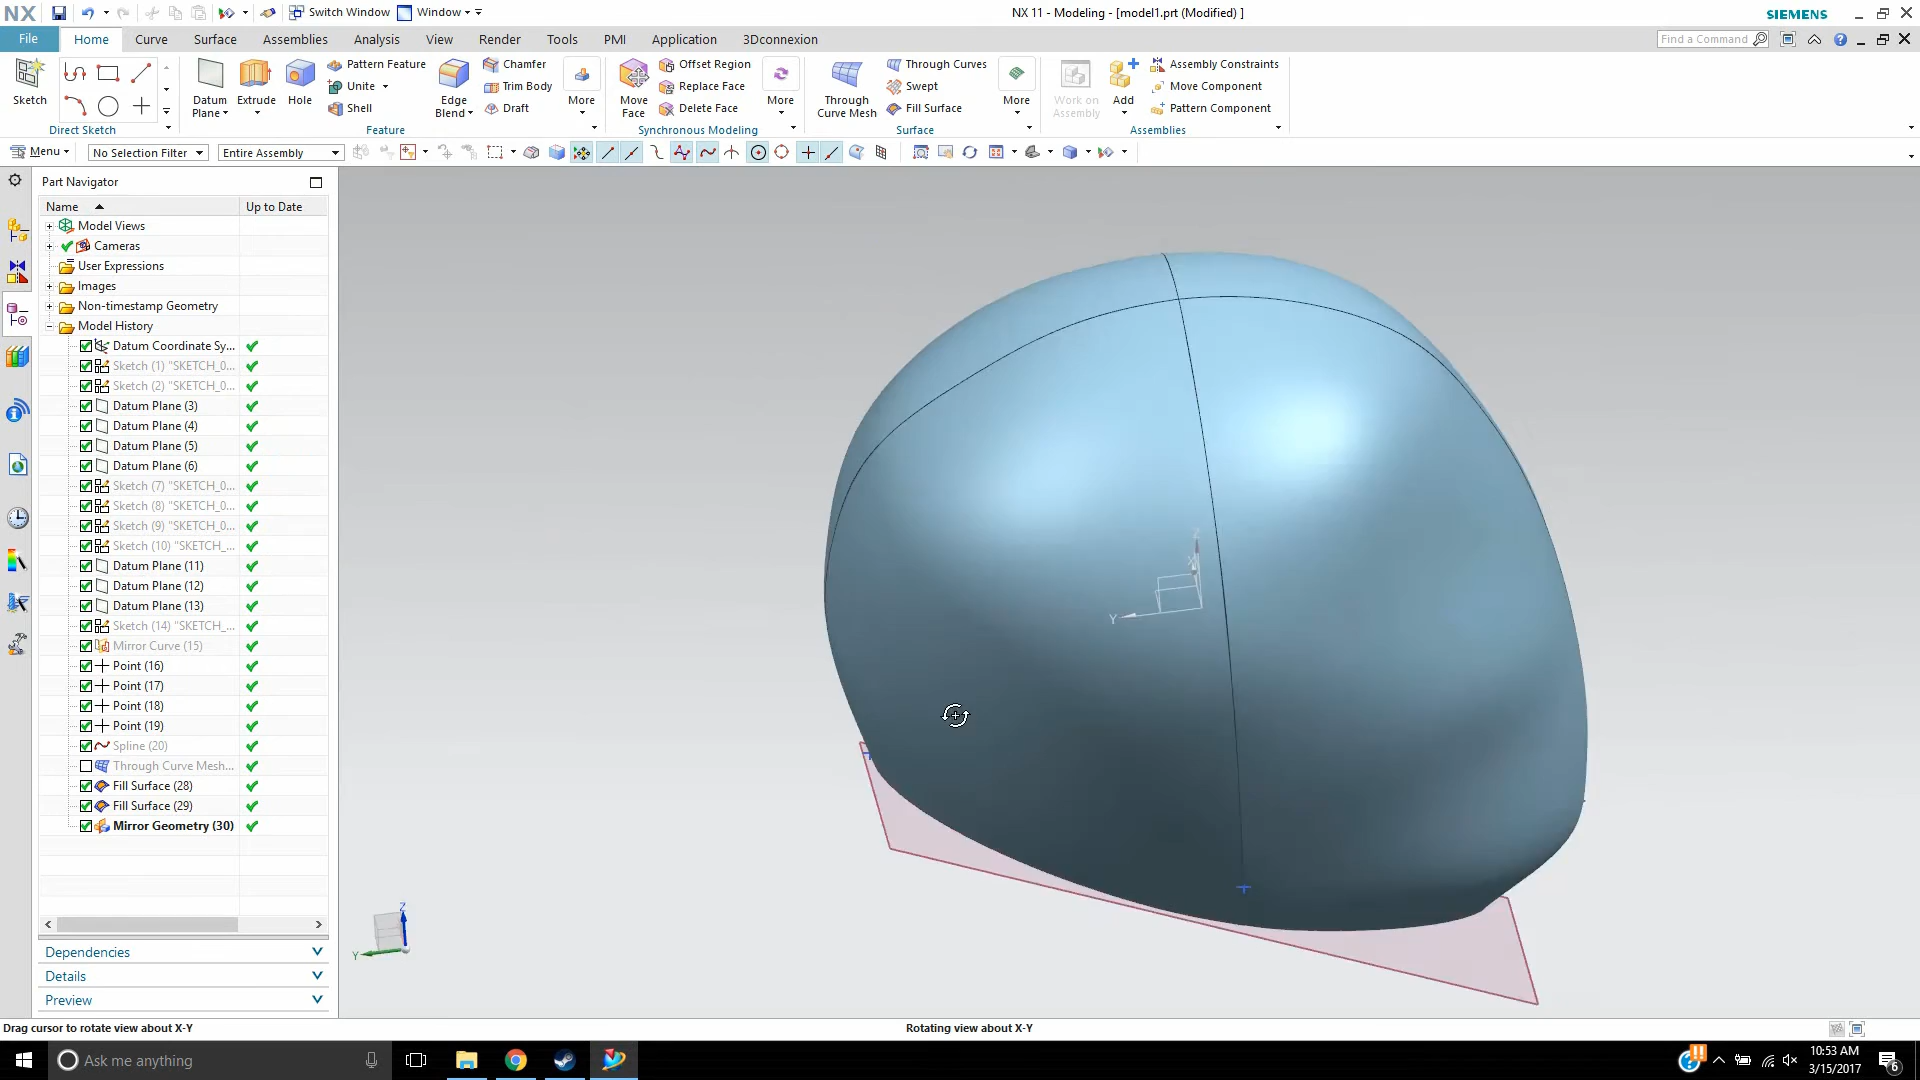 NX Switch Window Window NX 11 - Modeling - [model1.prt (Modified) ] SIEMENS
File Home Curve Surface Assemblies Analysis View Render Tools PMI Application 3Dconnexion Find a Command
Sketch
Direct Sketch
Datum Plane
Extrude
Hole
Pattern Feature
Unite
Shell
Edge Blend
Chamfer
Trim Body
Draft
More
Feature
Move Face
Offset Region
Replace Face
Delete Face
More
Synchronous Modeling
Through Curve Mesh
Through Curves
Swept
Fill Surface
More
Surface
Work on Assembly
Add
Assembly Constraints
Move Component
Pattern Component
Assemblies
Menu No Selection Filter Entire Assembly
Part Navigator
Name Up to Date
Model Views
Cameras
User Expressions
Images
Non-timestamp Geometry
Model History
Datum Coordinate Sy...
Sketch (1) "SKETCH_0...
Sketch (2) "SKETCH_0...
Datum Plane (3)
Datum Plane (4)
Datum Plane (5)
Datum Plane (6)
Sketch (7) "SKETCH_0...
Sketch (8) "SKETCH_0...
Sketch (9) "SKETCH_0...
Sketch (10) "SKETCH_...
Datum Plane (11)
Datum Plane (12)
Datum Plane (13)
Sketch (14) "SKETCH_...
Mirror Curve (15)
Point (16)
Point (17)
Point (18)
Point (19)
Spline (20)
Through Curve Mesh...
Fill Surface (28)
Fill Surface (29)
Mirror Geometry (30)
Dependencies
Details
Preview
Z
X
Y
Z
Y
Drag cursor to rotate view about X-Y Rotating view about X-Y
Ask me anything
10:53 AM
3/15/2017
6